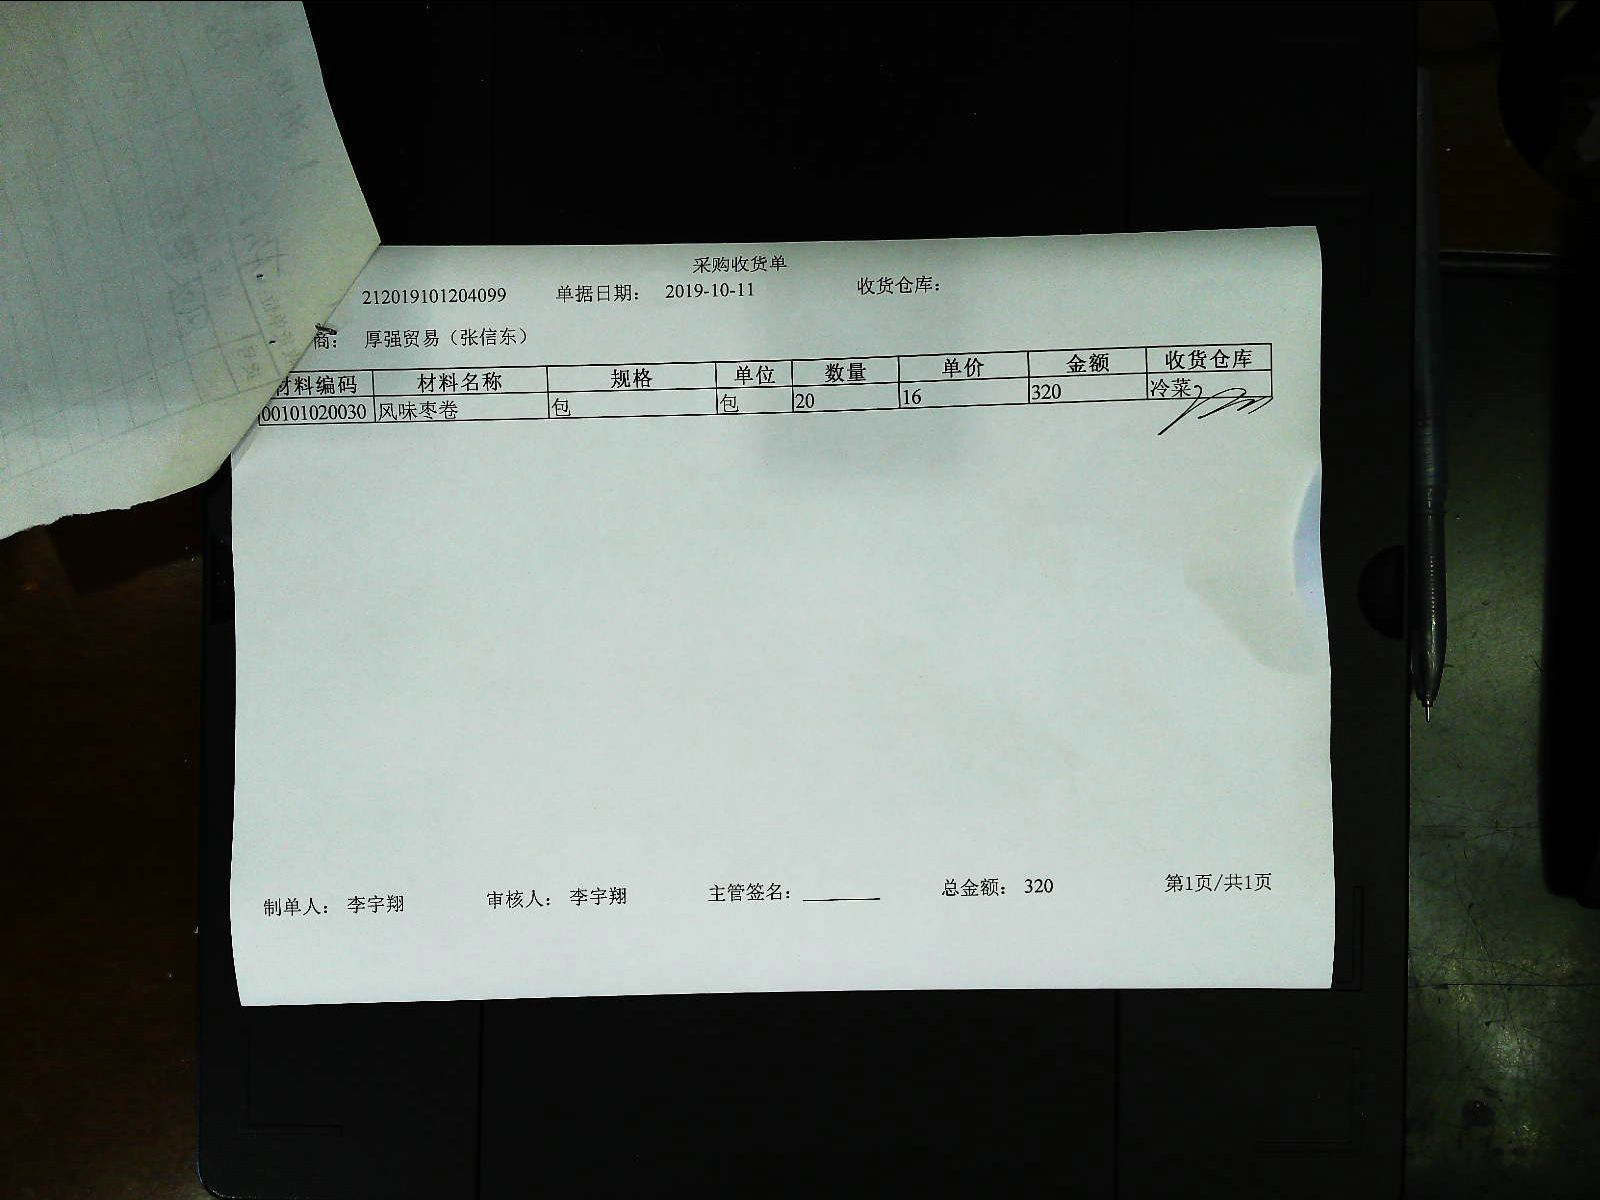 采购收货单
212019101204099 单据日期： 2019-10-11 收货仓库：
商： 厚强贸易（张信东）
材料编码 材料名称 规格 单位 数量 单价 金额 收货仓库
00101020030 风味枣卷 包 包 20 16 320 冷菜
制单人： 李宇翔 审核人： 李宇翔 主管签名： 总金额： 320 第1页/共1页